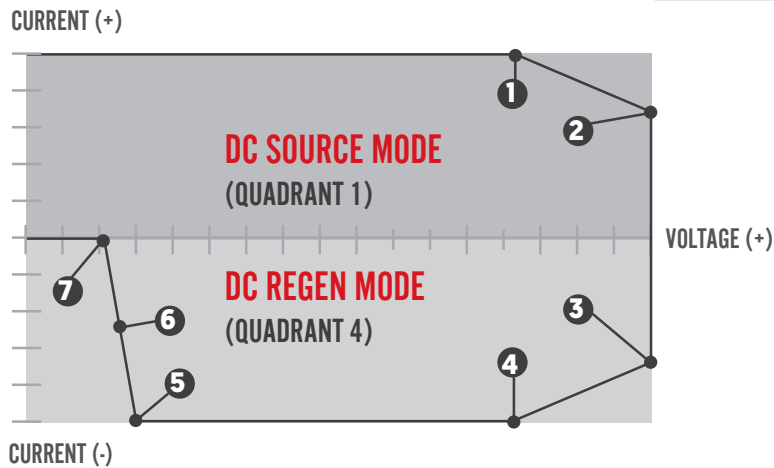 CURRENT (+)
1
2
DC SOURCE MODE
(QUADRANT 1)
VOLTAGE (+)
7
DC REGEN MODE
(QUADRANT 4)
3
6
4
5
CURRENT (-)